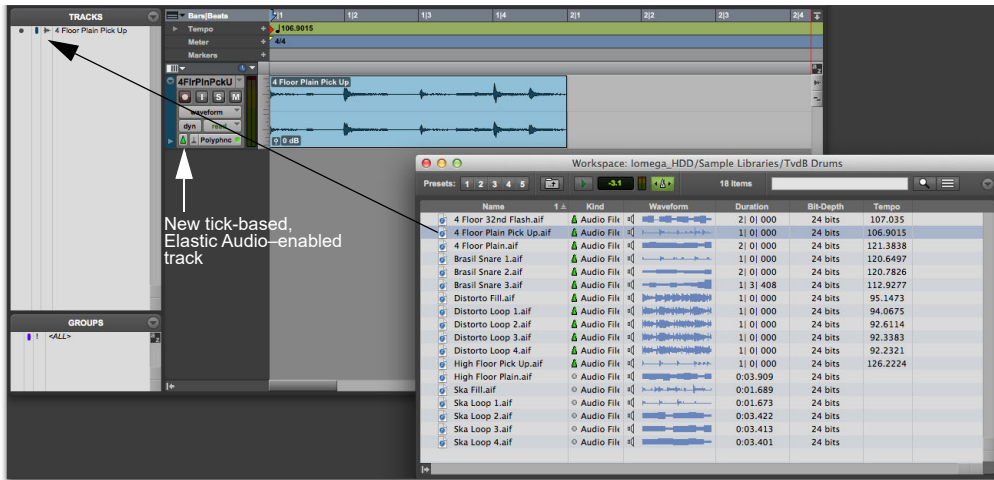 TRACKS
4 Floor Plain Pick Up
Bars|Beats
1|1 1|2 1|3 1|4 2|1 2|2 2|3 2|4
Tempo + 106.9015
Meter + 4/4
Markers +
4FlrPlnPckU
4 Floor Plain Pick Up
I S M
waveform
dyn read
Polyphnc
0 dB
New tick-based,
Elastic Audio–enabled
track
GROUPS
! <ALL>
Workspace: Iomega_HDD/Sample Libraries/TvdB Drums
Presets: 1 2 3 4 5 -3.1 18 Items
Name 1 Kind Waveform Duration Bit-Depth Tempo
4 Floor 32nd Flash.aif Audio File 2| 0| 000 24 bits 107.035
4 Floor Plain Pick Up.aif Audio File 1| 0| 000 24 bits 106.9015
4 Floor Plain.aif Audio File 2| 0| 000 24 bits 121.3838
Brasil Snare 1.aif Audio File 1| 0| 000 24 bits 120.6497
Brasil Snare 2.aif Audio File 2| 0| 000 24 bits 120.7826
Brasil Snare 3.aif Audio File 1| 3| 408 24 bits 112.9277
Distorto Fill.aif Audio File 1| 0| 000 24 bits 95.1473
Distorto Loop 1.aif Audio File 1| 0| 000 24 bits 94.0675
Distorto Loop 2.aif Audio File 1| 0| 000 24 bits 92.6114
Distorto Loop 3.aif Audio File 1| 0| 000 24 bits 92.3383
Distorto Loop 4.aif Audio File 1| 0| 000 24 bits 92.2321
High Floor Pick Up.aif Audio File 1| 0| 000 24 bits 126.2224
High Floor Plain.aif Audio File 0:03.909 24 bits
Ska Fill.aif Audio File 0:01.689 24 bits
Ska Loop 1.aif Audio File 0:01.673 24 bits
Ska Loop 2.aif Audio File 0:03.422 24 bits
Ska Loop 3.aif Audio File 0:03.413 24 bits
Ska Loop 4.aif Audio File 0:03.401 24 bits